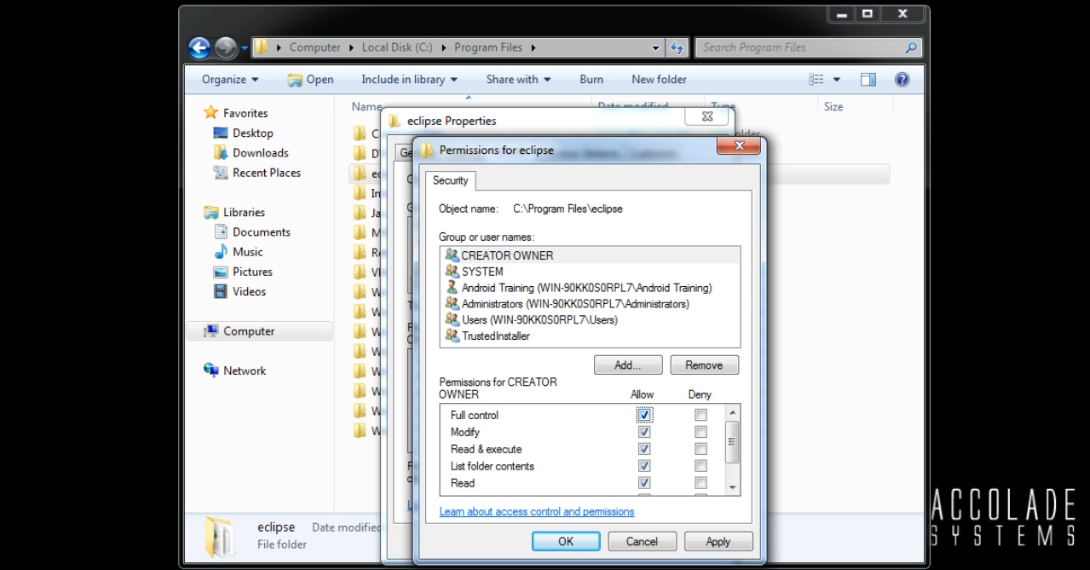 Computer
Local Disk (C:)
Program Files
Search Program Files
Organize
Open
Include in library
Share with
Burn
New folder
Favorites
Desktop
Downloads
Recent Places
Libraries
Documents
Music
Pictures
Videos
Computer
Network
Name
Date modified
Type
Size
eclipse Properties
Permissions for eclipse
Security
Object name: C:\Program Files\eclipse
Group or user names:
CREATOR OWNER
SYSTEM
Android Training (WIN-90KK0S0RPL7\Android Training)
Administrators (WIN-90KK0S0RPL7\Administrators)
Users (WIN-90KK0S0RPL7\Users)
TrustedInstaller
Add...
Remove
Permissions for CREATOR
OWNER
Allow
Deny
Full control
Modify
Read & execute
List folder contents
Read
Learn about access control and permissions
OK
Cancel
Apply
eclipse
Date modified
File folder
ACCOLADE
SYSTEMS